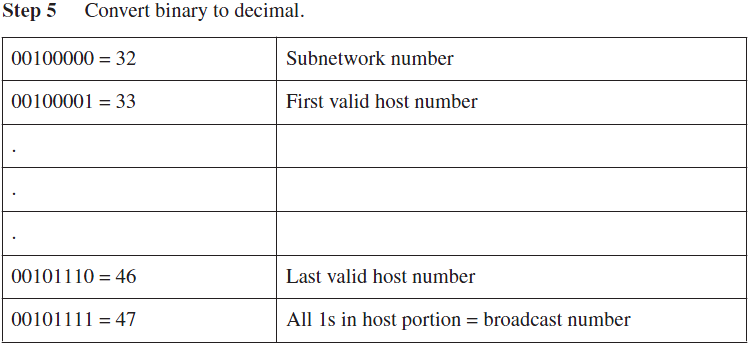 Step 5 Convert binary to decimal.
00100000 = 32 Subnetwork number
00100001 = 33 First valid host number
.
.
.
00101110 = 46 Last valid host number
00101111 = 47 All 1s in host portion = broadcast number